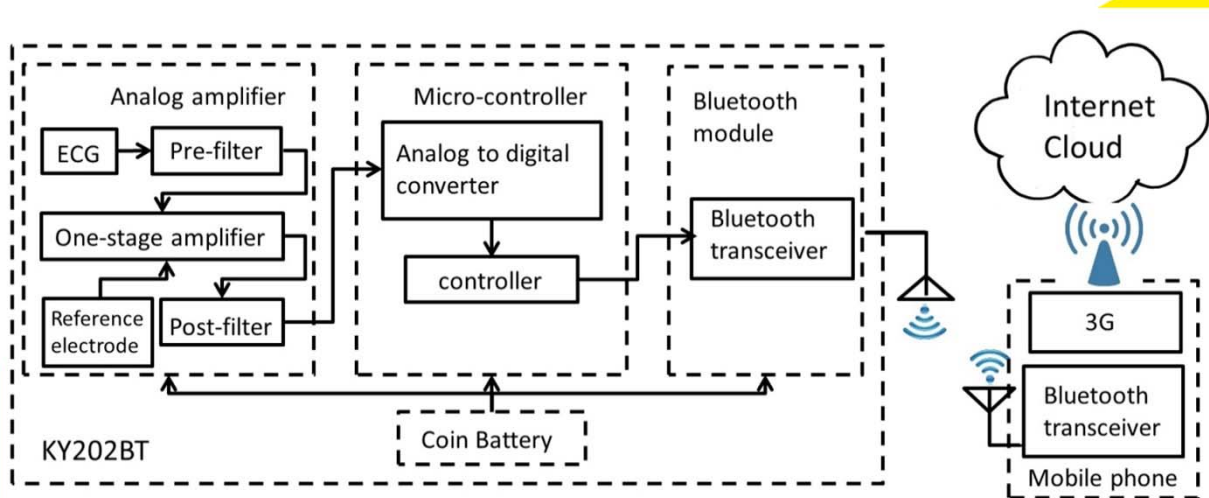 Analog amplifier
ECG
Pre-filter
One-stage amplifier
Reference
electrode
Post-filter
Micro-controller
Analog to digital
converter
controller
Bluetooth
module
Bluetooth
transceiver
Coin Battery
KY202BT
Internet
Cloud
3G
Bluetooth
transceiver
Mobile phone